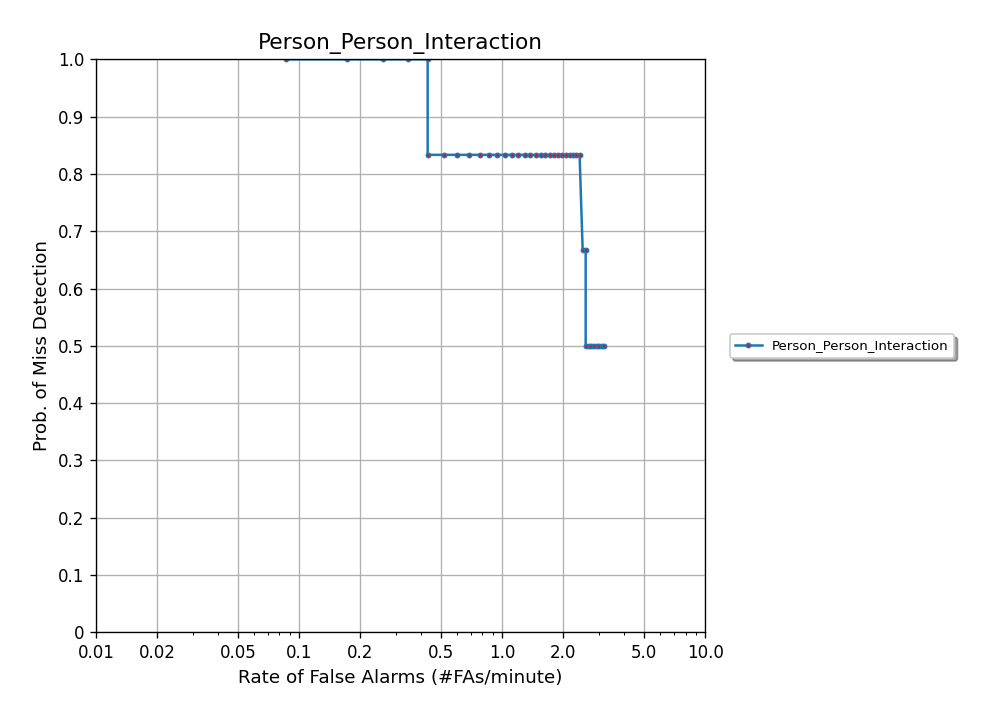 Person_Person_Interaction
1.0
0.9
0.8
0.7
0.6
0.5
0.4
0.3
0.2
0.1
0
Prob. of Miss Detection
0.01 0.02 0.05 0.1 0.2 0.5 1.0 2.0 5.0 10.0
Rate of False Alarms (#FAs/minute)
Person_Person_Interaction